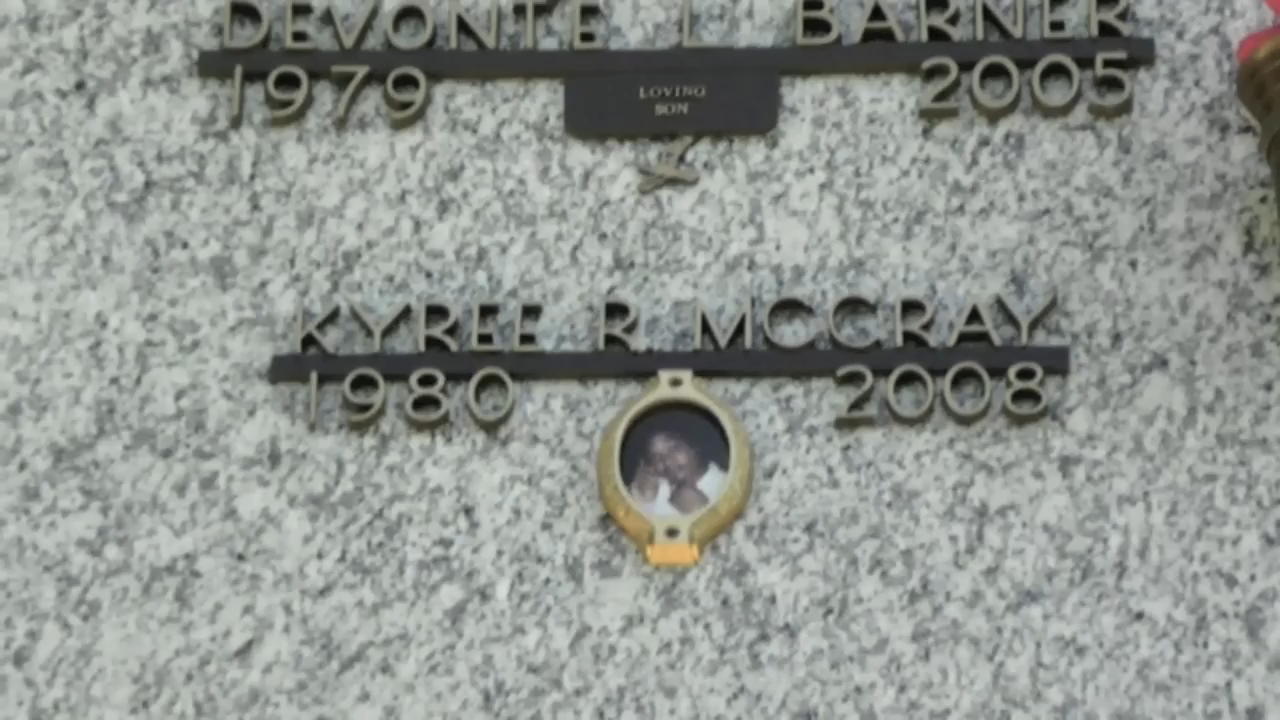 DEVONTE L BARNER
1979 2005
LOVING
SON
KYREE R MCCRAY
1980 2008